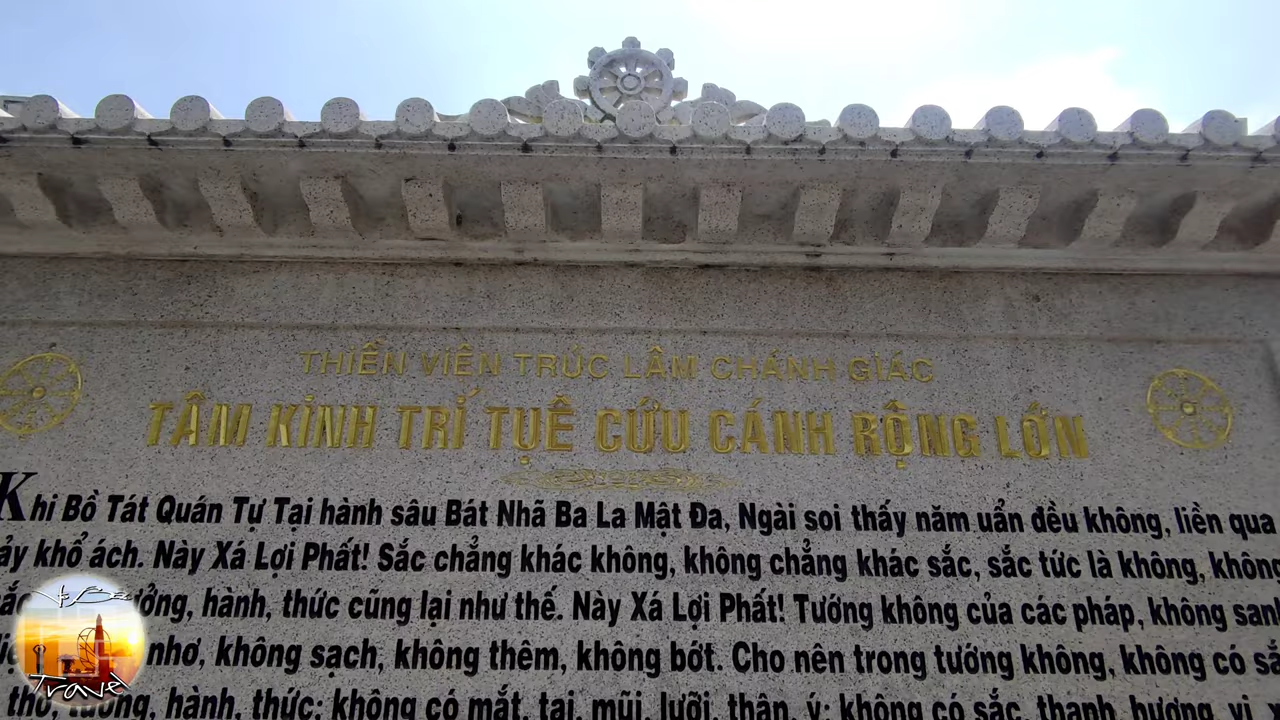 THIỀN VIỆN TRÚC LÂM CHÁNH GIÁC
TÂM KINH TRÍ TUỆ CỨU CÁNH RỘNG LỚN
Khi Bồ Tát Quán Tự Tại hành sâu Bát Nhã Ba La Mật Đa, Ngài soi thấy năm uẩn đều không, liền qua
khổ ách. Này Xá Lợi Phất! Sắc chẳng khác không, không chẳng khác sắc, sắc tức là không, không
hành, thức cũng lại như thế. Này Xá Lợi Phất! Tướng không của các pháp, không
nhơ, không sạch, không thêm, không bớt. Cho nên trong tướng không, không có
thọ, tưởng, hành, thức; không có mắt, tai, mũi, lưỡi, thân, ý; không có sắc, thanh, hương, vị,
Travel